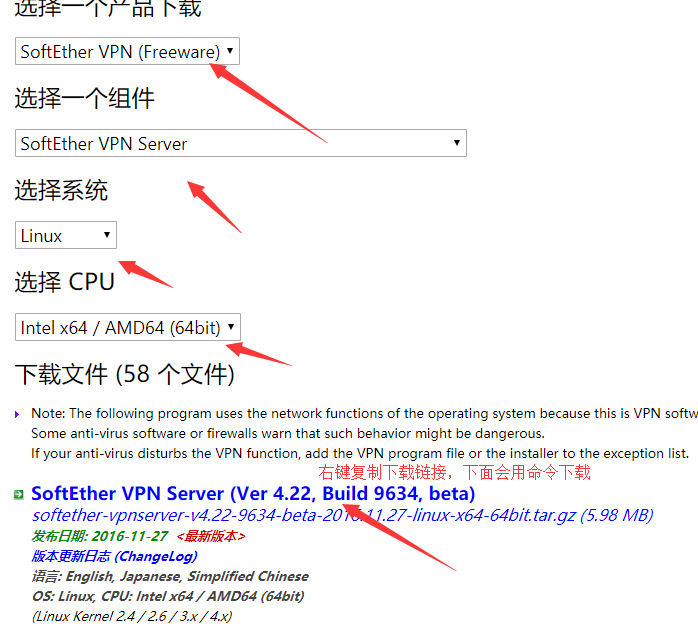 选择一个产品下载
SoftEther VPN (Freeware)
选择一个组件
SoftEther VPN Server
选择系统
Linux
选择 CPU
Intel x64 / AMD64 (64bit)
下载文件 (58 个文件)
Note: The following program uses the network functions of the operating system because this is VPN softw
Some anti-virus software or firewalls warn that such behavior might be dangerous.
If your anti-virus disturbs the VPN function, add the VPN program file or the installer to the exception list.
右键复制下载链接，下面会用命令下载
SoftEther VPN Server (Ver 4.22, Build 9634, beta)
softether-vpnserver-v4.22-9634-beta-2016.11.27-linux-x64-64bit.tar.gz (5.98 MB)
发布日期: 2016-11-27 <最新版本>
版本更新日志 (ChangeLog)
语言: English, Japanese, Simplified Chinese
OS: Linux, CPU: Intel x64 / AMD64 (64bit)
(Linux Kernel 2.4 / 2.6 / 3.x / 4.x)